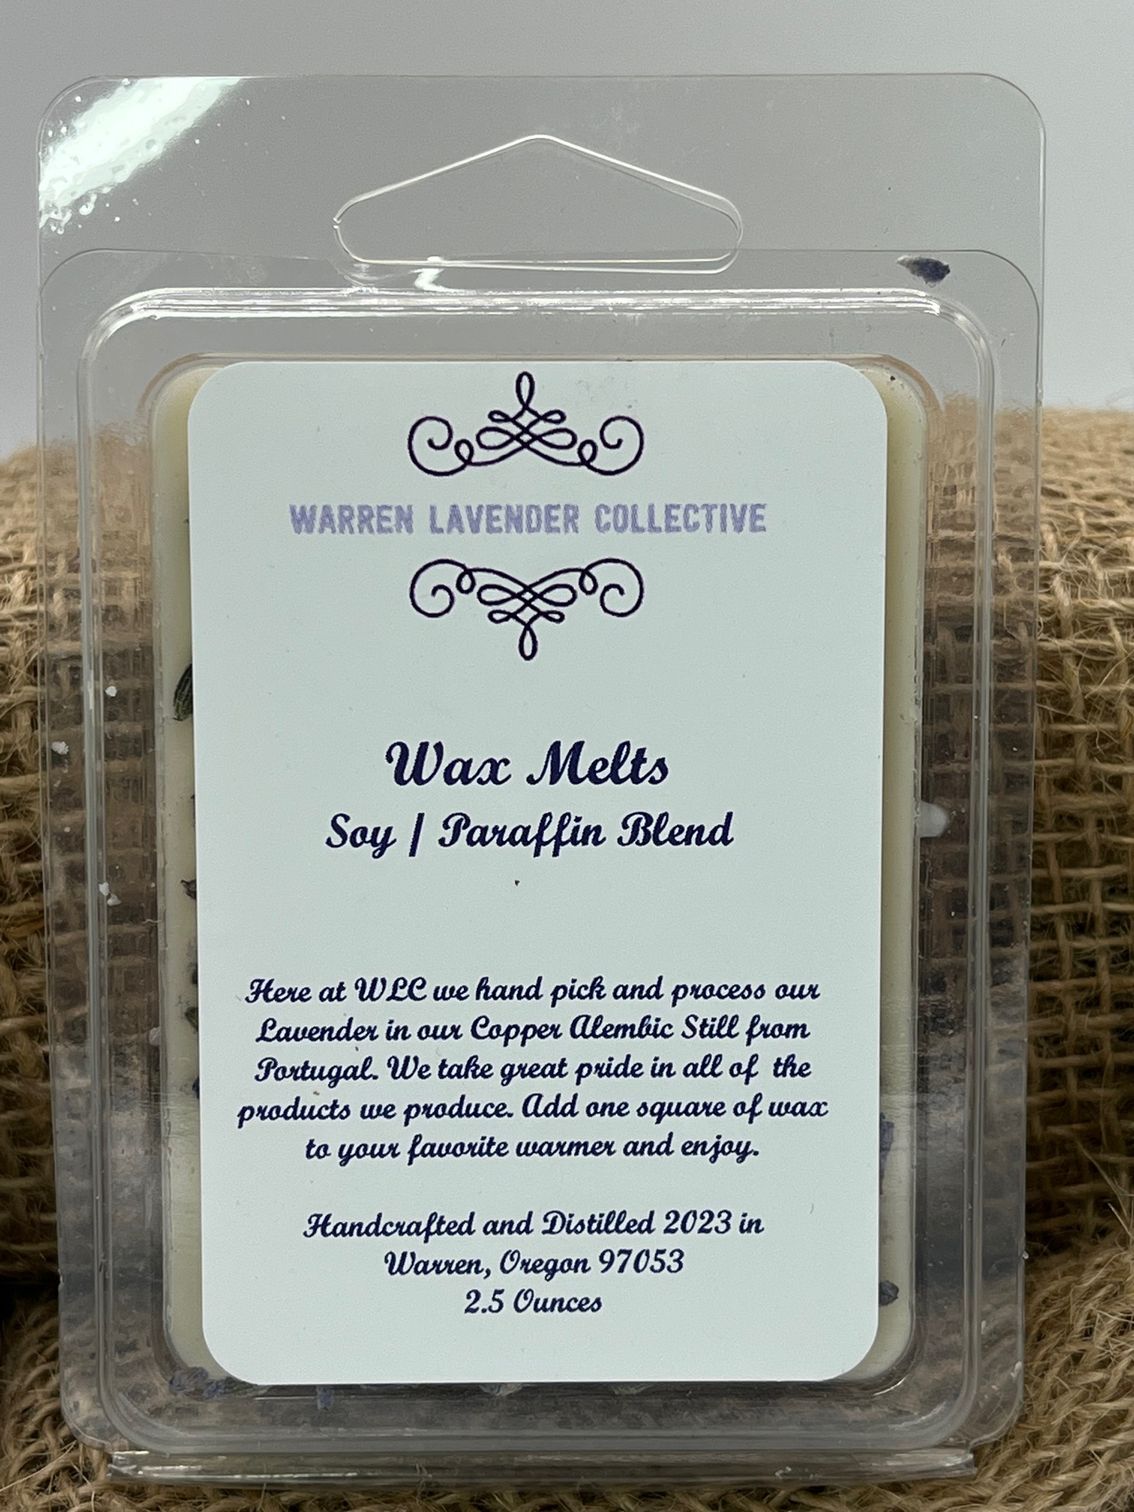 WARREN LAVENDER COLLECTIVE
Wax Melts
Soy / Paraffin Blend
Here at WLC we hand pick and process our
Lavender in our Copper Alembic Still from
Portugal. We take great pride in all of the
products we produce. Add one square of wax
to your favorite warmer and enjoy.
Handcrafted and Distilled 2023 in
Warren, Oregon 97053
2.5 Ounces